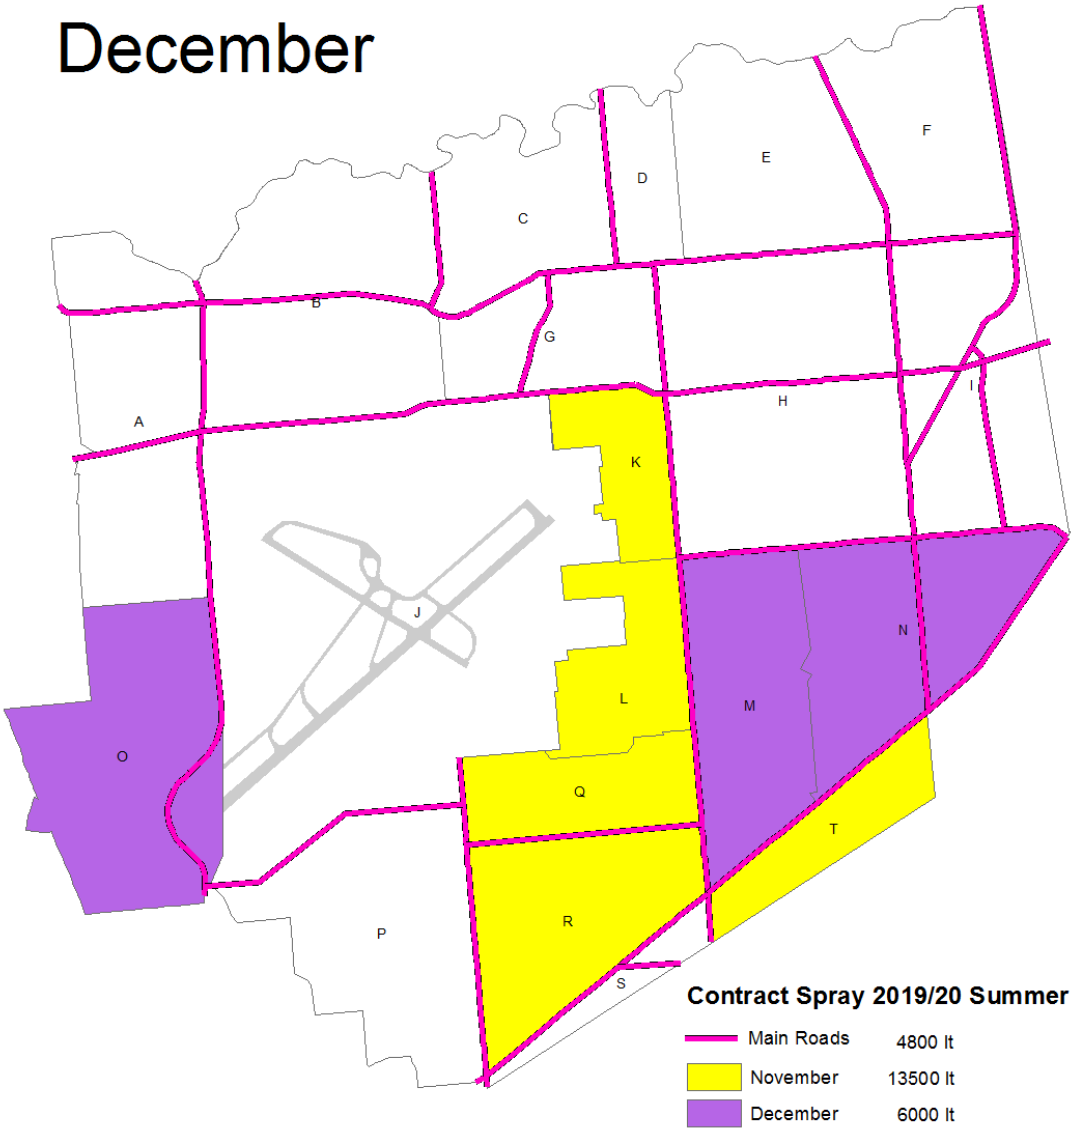 December
F
E
D
C
B
G
I
H
A
K
J
N
L
M
O
Q
T
R
P
S
Contract Spray 2019/20 Summer
Main Roads 4800 lt
November 13500 lt
December 6000 lt